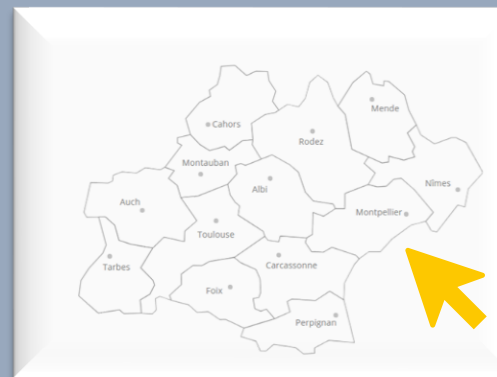 Mende
Cahors
Rodez
Montauban
Nîmes
Albi
Auch
Montpellier
Toulouse
Carcassonne
Tarbes
Foix
Perpignan